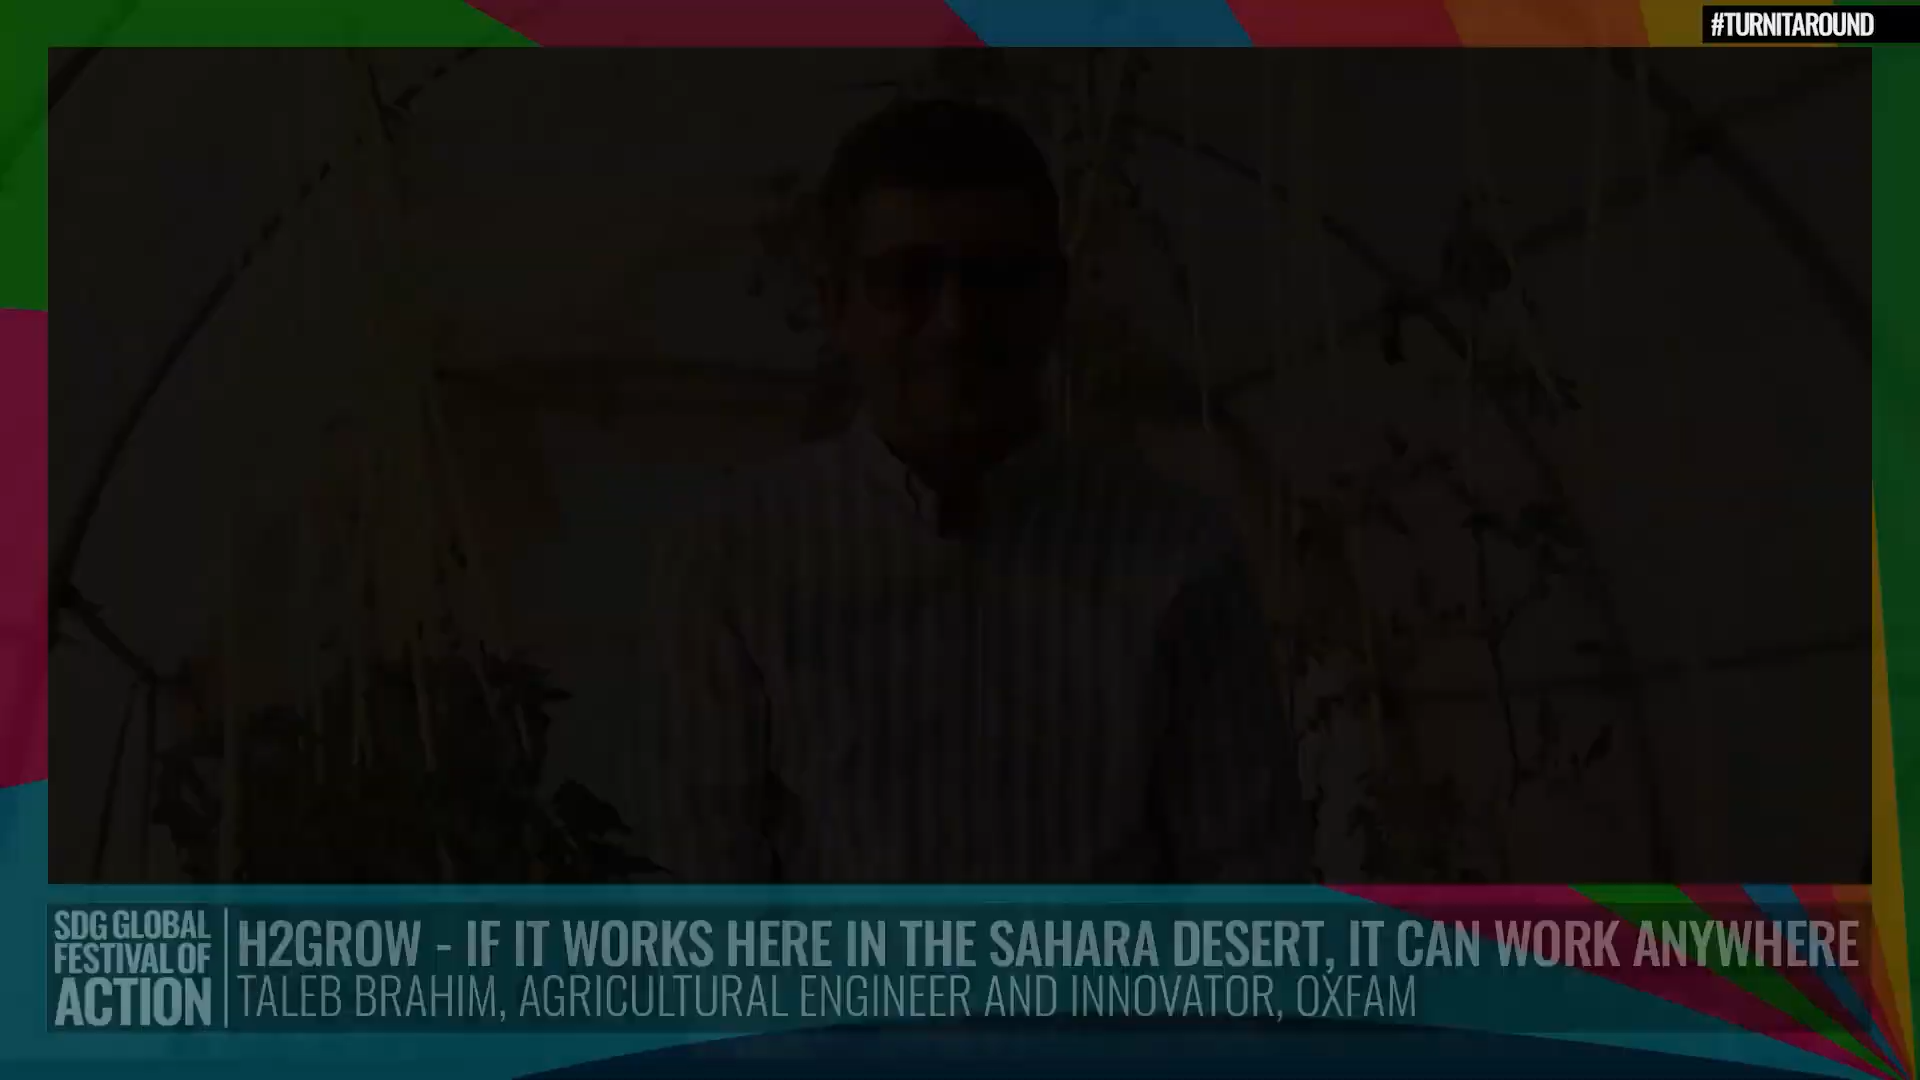 #TURNITAROUND
SDG GLOBAL
FESTIVAL OF
ACTION
H2GROW - IF IT WORKS HERE IN THE SAHARA DESERT, IT CAN WORK ANYWHERE
TALEB BRAHIM, AGRICULTURAL ENGINEER AND INNOVATOR, OXFAM